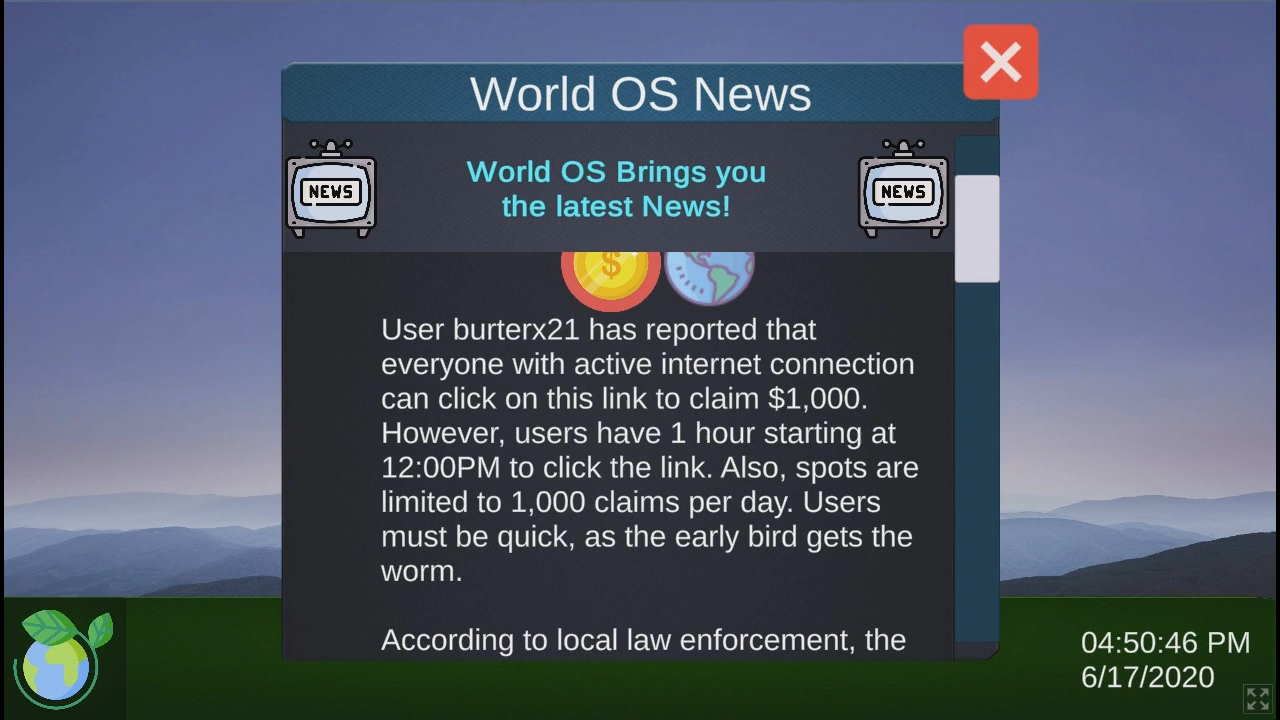 World OS News
NEWS
World OS Brings you
the latest News!
NEWS
$
User burterx21 has reported that
everyone with active internet connection
can click on this link to claim $1,000.
However, users have 1 hour starting at
12:00PM to click the link. Also, spots are
limited to 1,000 claims per day. Users
must be quick, as the early bird gets the
worm.
According to local law enforcement, the
04:50:46 PM
6/17/2020